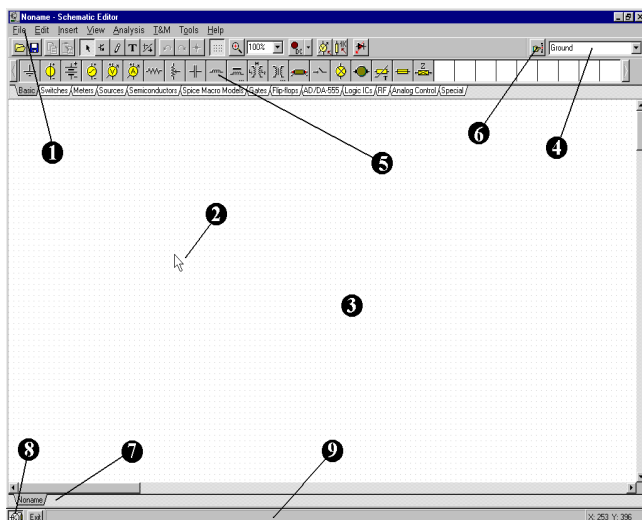 Noname - Schematic Editor
File Edit Insert View Analysis T&M Tools Help
T 100% Ground
Basic Switches Meters Sources Semiconductors Spice Macro Models Gates Flip-flops AD/DA-555 Logic ICs RF Analog Control Special
6 4
1 5
2
3
8 7 9
Noname
Exit X: 253 Y: 396